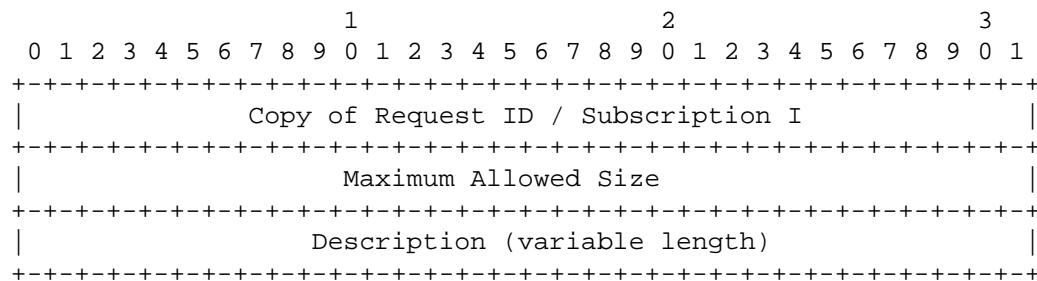 1                   2                   3
 0 1 2 3 4 5 6 7 8 9 0 1 2 3 4 5 6 7 8 9 0 1 2 3 4 5 6 7 8 9 0 1
+-+-+-+-+-+-+-+-+-+-+-+-+-+-+-+-+-+-+-+-+-+-+-+-+-+-+-+-+-+-+-+-+
|              Copy of Request ID / Subscription I              |
+-+-+-+-+-+-+-+-+-+-+-+-+-+-+-+-+-+-+-+-+-+-+-+-+-+-+-+-+-+-+-+-+
|                    Maximum Allowed Size                       |
+-+-+-+-+-+-+-+-+-+-+-+-+-+-+-+-+-+-+-+-+-+-+-+-+-+-+-+-+-+-+-+-+
|                  Description (variable length)                |
+-+-+-+-+-+-+-+-+-+-+-+-+-+-+-+-+-+-+-+-+-+-+-+-+-+-+-+-+-+-+-+-+